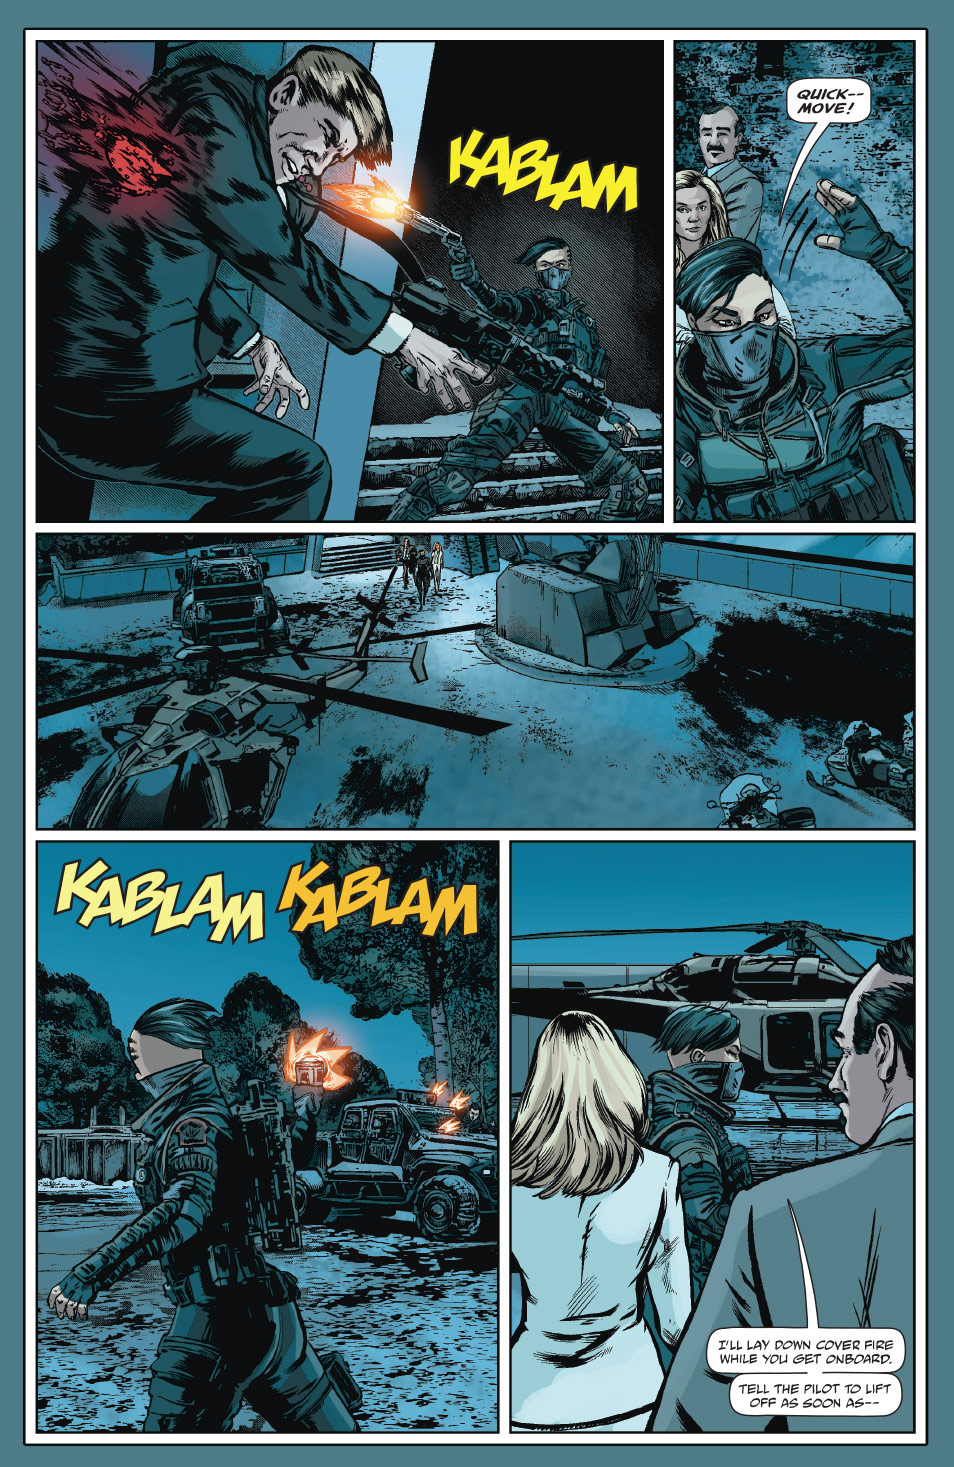 KABLAM
QUICK--
MOVE!
KABLAM KABLAM
I'LL LAY DOWN COVER FIRE
WHILE YOU GET ONBOARD.
TELL THE PILOT TO LIFT
OFF AS SOON AS--